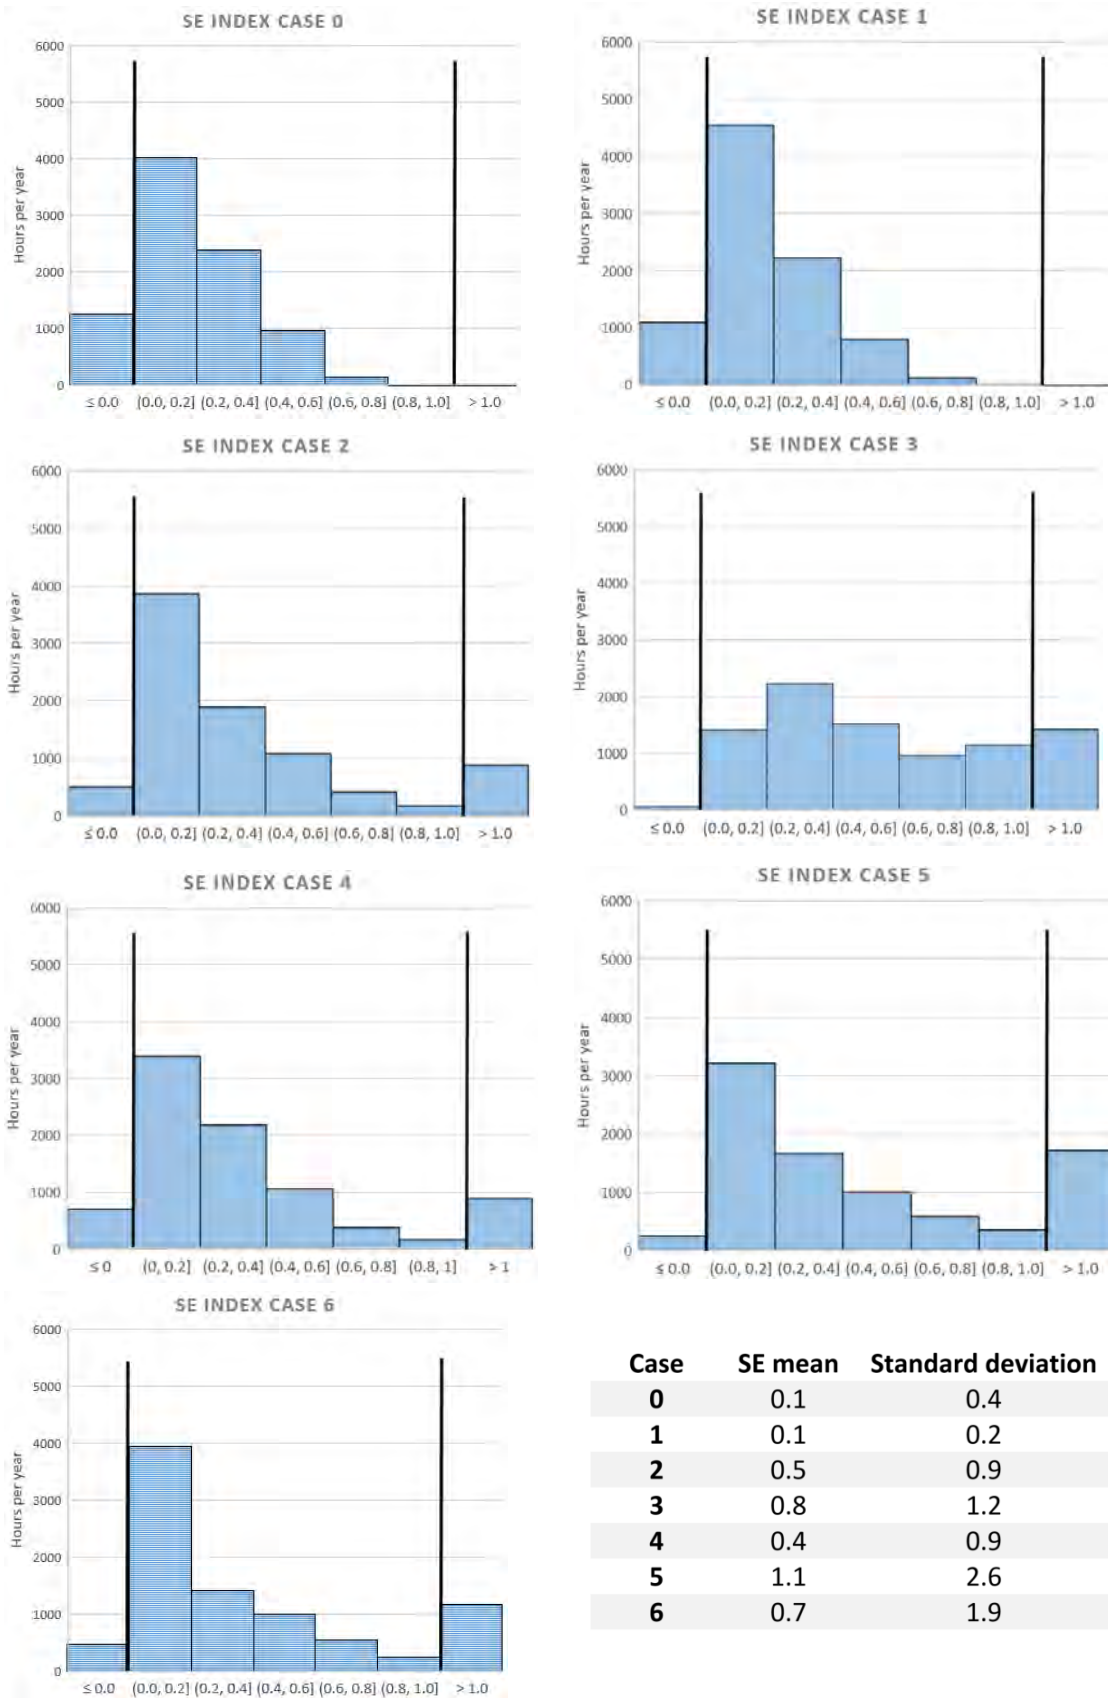 SE INDEX CASE 0
6000
5000
4000
3000
2000
1000
0
Hours per year
≤ 0.0 (0.0, 0.2] (0.2, 0.4] (0.4, 0.6] (0.6, 0.8] (0.8, 1.0] > 1.0
SE INDEX CASE 1
6000
5000
4000
3000
2000
1000
0
Hours per year
≤ 0.0 (0.0, 0.2] (0.2, 0.4] (0.4, 0.6] (0.6, 0.8] (0.8, 1.0] > 1.0
SE INDEX CASE 2
6000
5000
4000
3000
2000
1000
0
Hours per year
≤ 0.0 (0.0, 0.2] (0.2, 0.4] (0.4, 0.6] (0.6, 0.8] (0.8, 1.0] > 1.0
SE INDEX CASE 3
6000
5000
4000
3000
2000
1000
0
Hours per year
≤ 0.0 (0.0, 0.2] (0.2, 0.4] (0.4, 0.6] (0.6, 0.8] (0.8, 1.0] > 1.0
SE INDEX CASE 4
6000
5000
4000
3000
2000
1000
0
Hours per year
≤ 0 (0, 0.2] (0.2, 0.4] (0.4, 0.6] (0.6, 0.8] (0.8, 1] > 1
SE INDEX CASE 5
6000
5000
4000
3000
2000
1000
0
Hours per year
≤ 0.0 (0.0, 0.2] (0.2, 0.4] (0.4, 0.6] (0.6, 0.8] (0.8, 1.0] > 1.0
SE INDEX CASE 6
6000
5000
4000
3000
2000
1000
0
Hours per year
≤ 0.0 (0.0, 0.2] (0.2, 0.4] (0.4, 0.6] (0.6, 0.8] (0.8, 1.0] > 1.0
Case SE mean Standard deviation
0 0.1 0.4
1 0.1 0.2
2 0.5 0.9
3 0.8 1.2
4 0.4 0.9
5 1.1 2.6
6 0.7 1.9